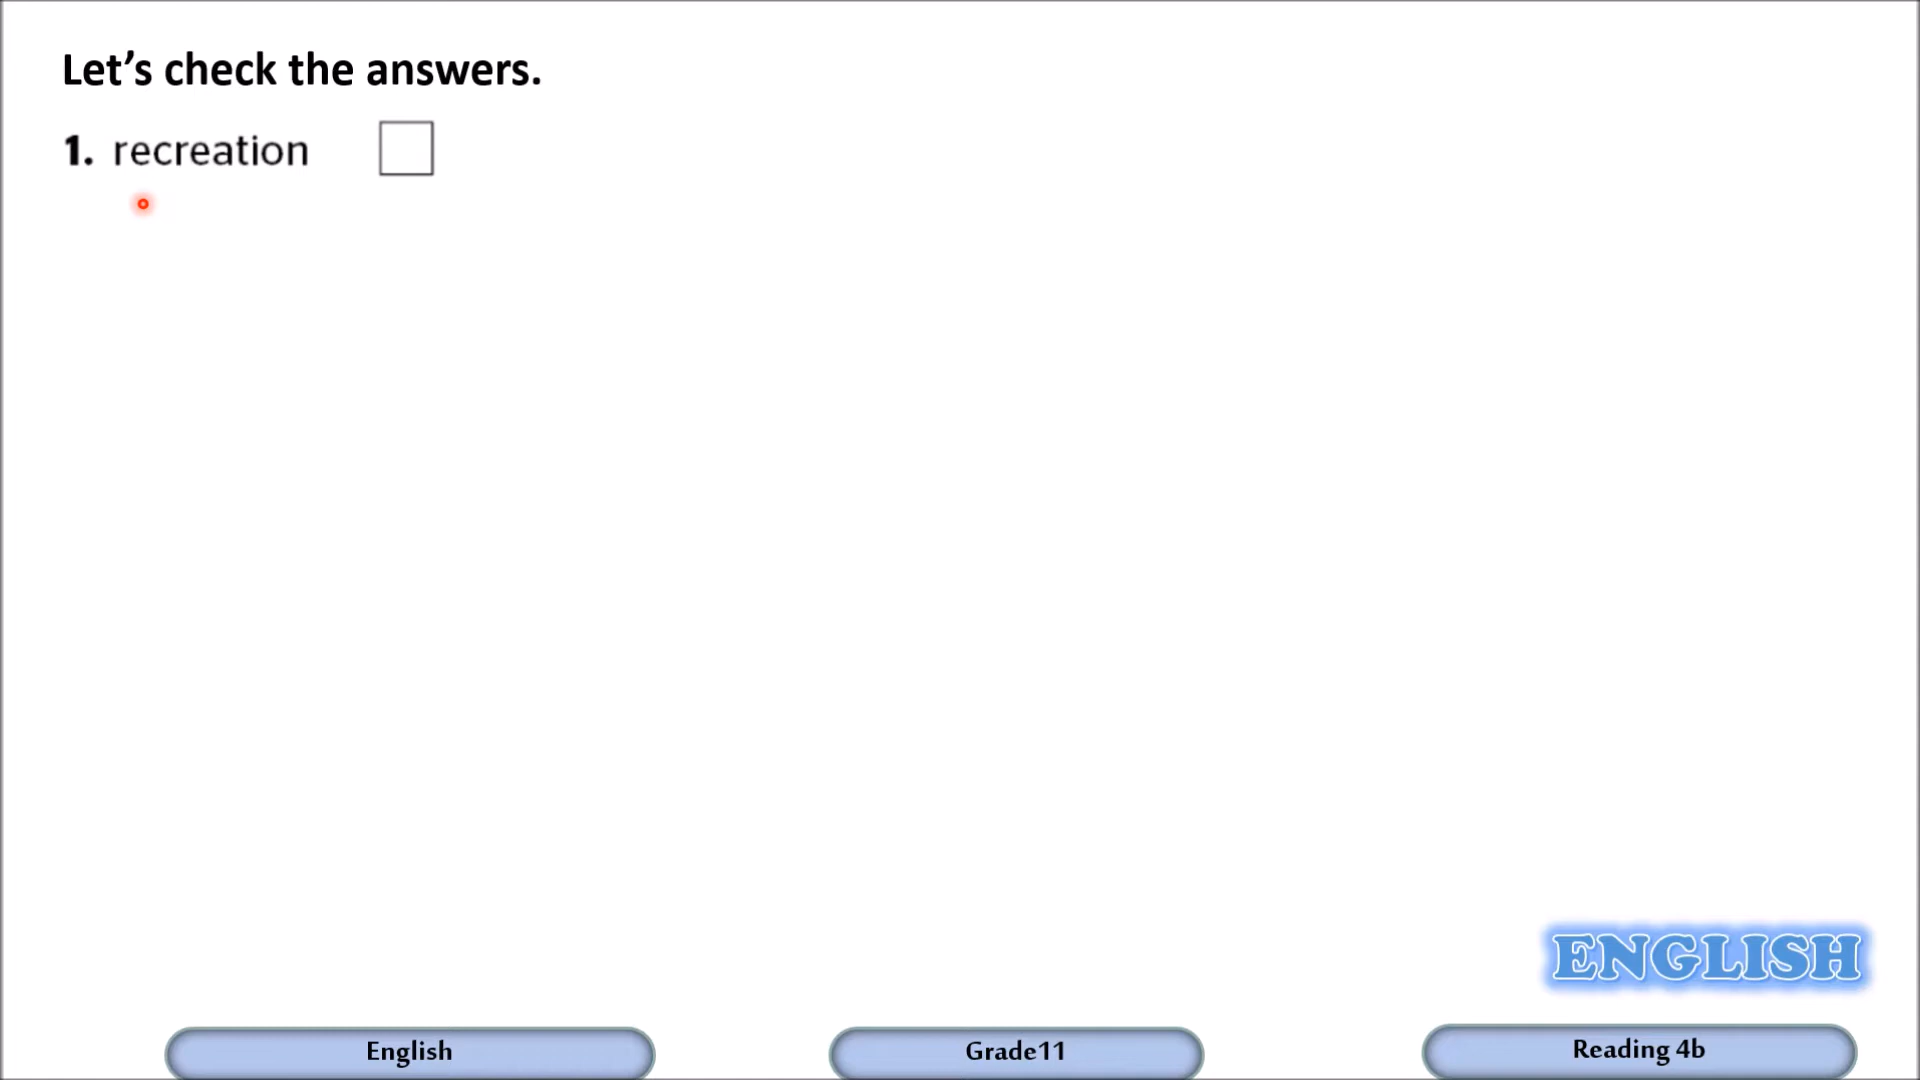 Let’s check the answers.
1. recreation
ENGLISH
English
Grade11
Reading 4b